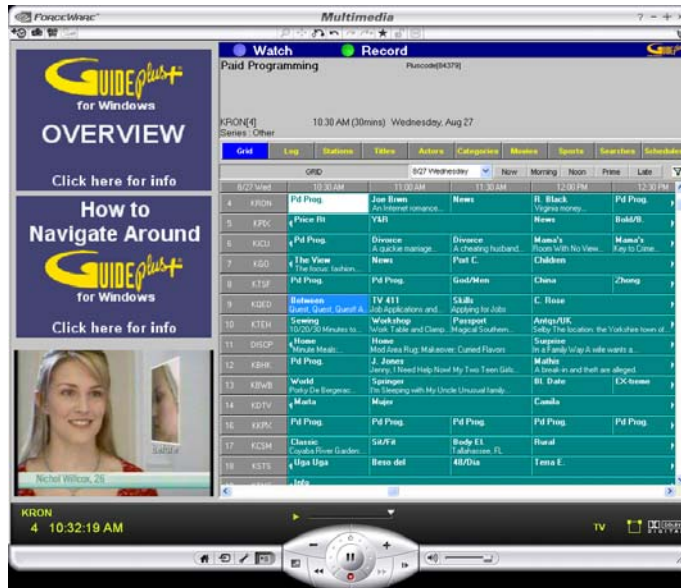 FORCEWARE™ Multimedia
GUIDE Plus+
for Windows
OVERVIEW
Click here for info
How to
Navigate Around
GUIDE Plus+
for Windows
Click here for info
Nichol Willcox, 26
Watch Record
Paid Programming Pluscode[84379]
KRON[4] 10:30 AM (30mins) Wednesday, Aug 27
Series : Other
Grid Log Stations Titles Actors Categories Movies Sports Searches Schedule
GRID 8/27 Wednesday Now Morning Noon Prime Late
8/27 Wed 10:30 AM 11:00 AM 11:30 AM 12:00 PM 12:30 PM
4 KRON Pd Prog. Joe Brwn News R. Black Pd Prog.
An Internet romance... Virginia money...
5 KPIX Price Rt Y&R News Bold/B.
6 KICU Pd Prog. Divorce Divorce Mama's Mama's
A quickie marriage... A cheating husband... Room With No View... Key to Crime...
7 KGO The View News Port C. Children
The focus: fashion...
8 KTSF Pd Prog. Pd Prog. God/Men China Zhong
9 KQED Between TV 411 Skills C. Rose
Quest, Quest, Quest! A Job Applications and... Applying for Jobs
10 KTEH Sewing Workshop Passport Antqs/UK
10/20/30 Minutes to... Work Table and Clamp... Magical Southern... Selby The location: the Yorkshire town of
11 DISCP Home Home Surprise
Minute Meals:... Mod Area Rug; Makeover; Curried Flavors In a Family Way A wife wants a...
12 KBHK Pd Prog. J. Jones Mathis
Jenny, I Need Help Now! My Two Teen Girls... A break-in and theft are alleged.
13 KBWB World Springer Bl. Date EX-treme
Porky De Bergerac... I'm Sleeping with My Uncle Unusual family...
14 KDTV Marta Mujer Camila
16 KKPX Pd Prog. Pd Prog. Pd Prog. Pd Prog. Pd Prog.
17 KCSM Classic Sit/Fit Body El. Rural
Coyaba River Garden... Tallahassee, FL
18 KSTS Uga Uga Beso del 48/Dia Tena E.
Info
KRON
4 10:32:19 AM TV DOLBY DIGITAL